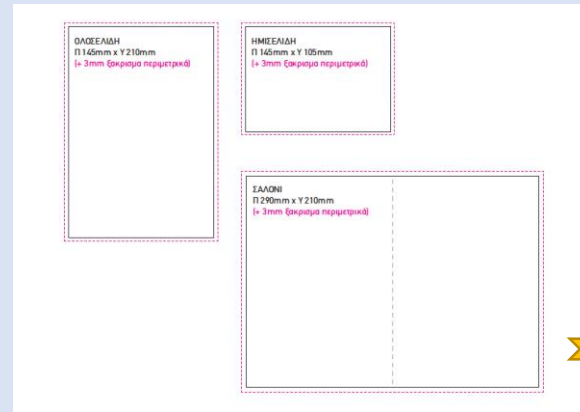 ΟΛΟΣΕΛΙΔΗ
Π 145mm x Υ 210mm
(+ 3mm ξακρισμα περιμετρικά)
ΗΜΙΣΕΛΙΔΗ
Π 145mm x Υ 105mm
(+ 3mm ξακρισμα περιμετρικά)
ΣΑΛΟΝΙ
Π 290mm x Υ 210mm
(+ 3mm ξακρισμα περιμετρικά)